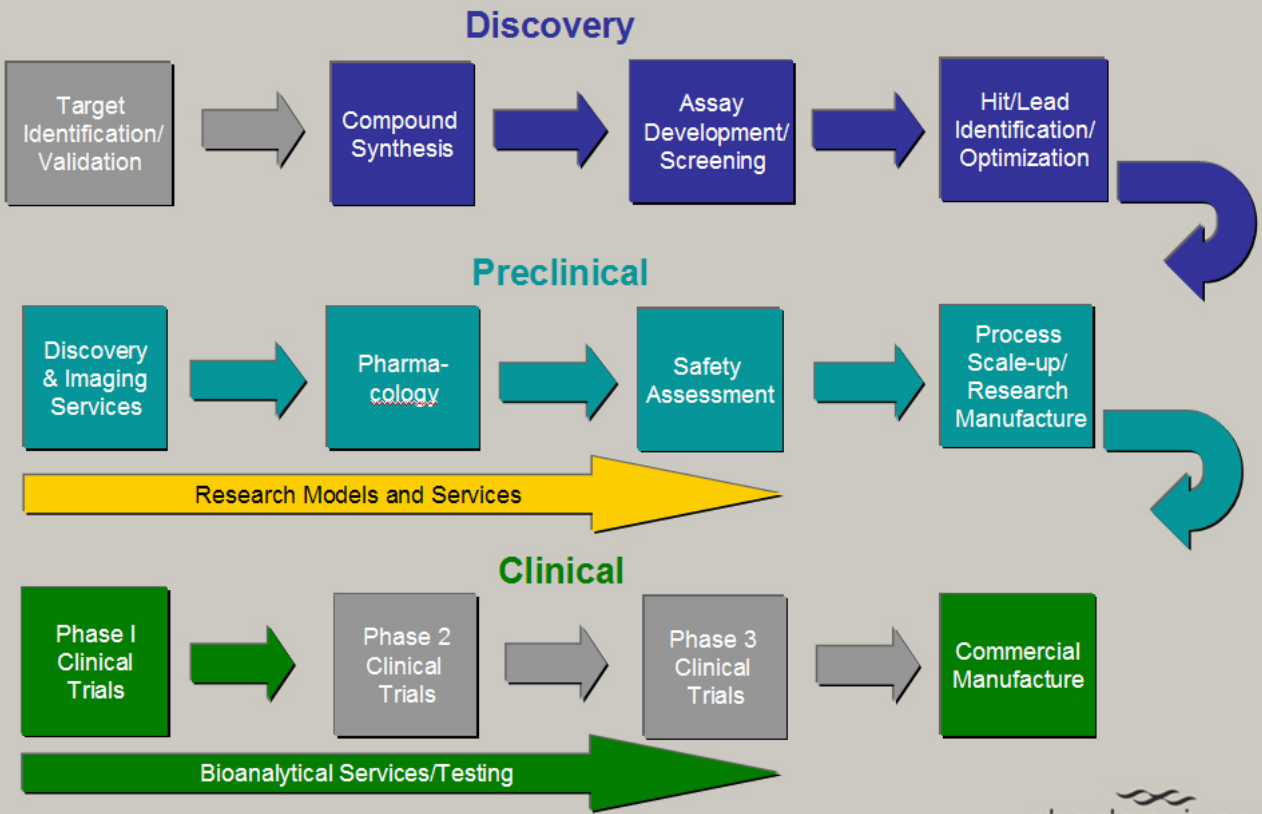 Discovery
Target
Identification/
Validation
Compound
Synthesis
Assay
Development/
Screening
Hit/Lead
Identification/
Optimization
Preclinical
Discovery
& Imaging
Services
Pharma-
cology
Safety
Assessment
Process
Scale-up/
Research
Manufacture
Research Models and Services
Clinical
Phase I
Clinical
Trials
Phase 2
Clinical
Trials
Phase 3
Clinical
Trials
Commercial
Manufacture
Bioanalytical Services/Testing